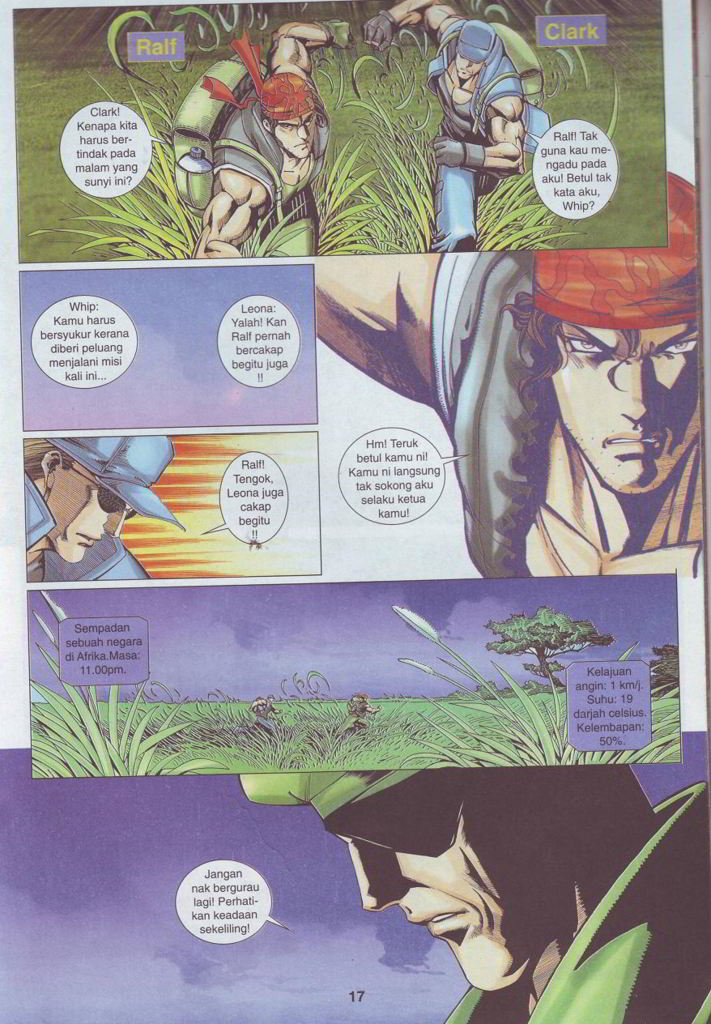 Ralf
Clark
Clark!
Kenapa kita
harus ber-
tindak pada
malam yang
sunyi ini?
Ralf! Tak
guna kau me-
ngadu pada
aku! Betul tak
kata aku,
Whip?
Whip:
Kamu harus
bersyukur kerana
diberi peluang
menjalani misi
kali ini...
Leona:
Yalah! Kan
Ralf pernah
bercakap
begitu juga
!!
Hm! Teruk
betul kamu ni!
Kamu ni langsung
tak sokong aku
selaku ketua
kamu!
Ralf!
Tengok,
Leona juga
cakap
begitu
!!
Sempadan
sebuah negara
di Afrika.Masa:
11.00pm.
Kelajuan
angin: 1 km/j.
Suhu: 19
darjah celsius.
Kelembapan:
50%.
Jangan
nak bergurau
lagi! Perhati-
kan keadaan
sekeliling!
17